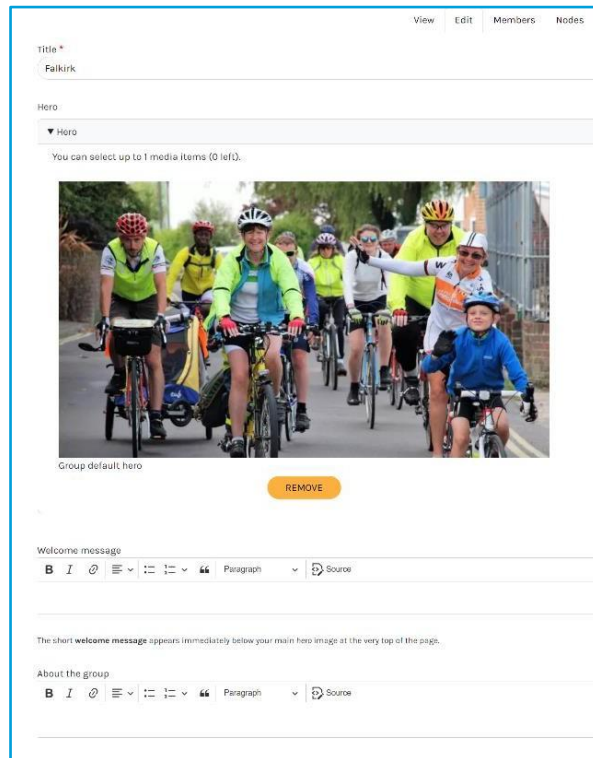 View Edit Members Nodes
Title *
Falkirk
Hero
▼ Hero
You can select up to 1 media items (0 left).
Group default hero
REMOVE
Welcome message
B I Paragraph Source
The short welcome message appears immediately below your main hero image at the very top of the page.
About the group
B I Paragraph Source